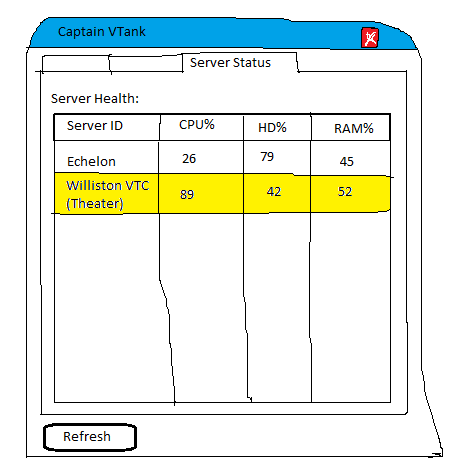 Captain VTank
Server Status
Server Health:
Server ID CPU% HD% RAM%
Echelon 26 79 45
Williston VTC
(Theater) 89 42 52
Refresh